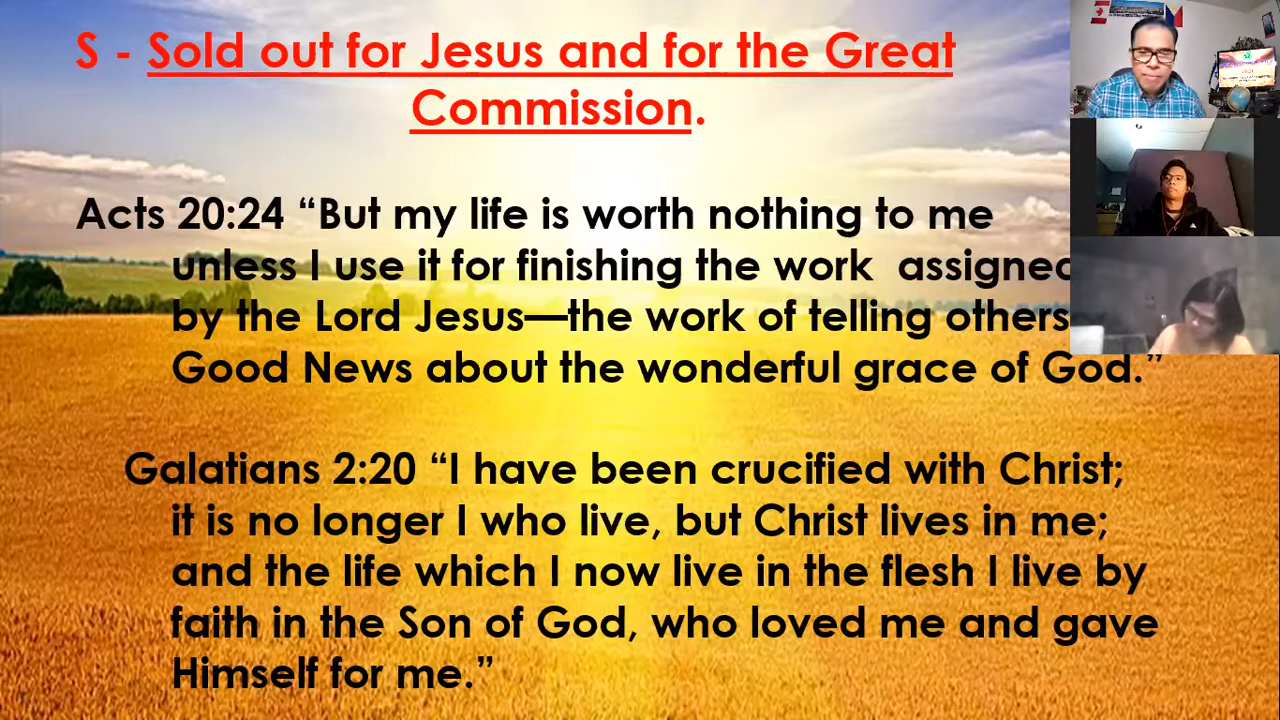 S - Sold out for Jesus and for the Great
Commission.
Acts 20:24 “But my life is worth nothing to me
unless I use it for finishing the work assigned
by the Lord Jesus—the work of telling others
Good News about the wonderful grace of God.”
Galatians 2:20 “I have been crucified with Christ;
it is no longer I who live, but Christ lives in me;
and the life which I now live in the flesh I live by
faith in the Son of God, who loved me and gave
Himself for me.”